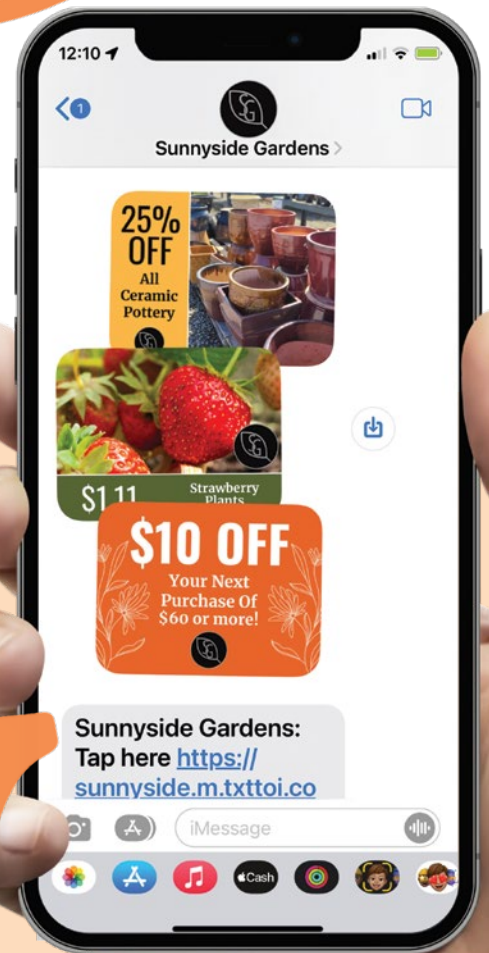 12:10
1
Sunnyside Gardens
25%
OFF
All
Ceramic
Pottery
$1.11
Strawberry
Plants
$10 OFF
Your Next
Purchase Of
$60 or more!
Sunnyside Gardens:
Tap here https://
sunnyside.m.txttoi.co
iMessage
Cash